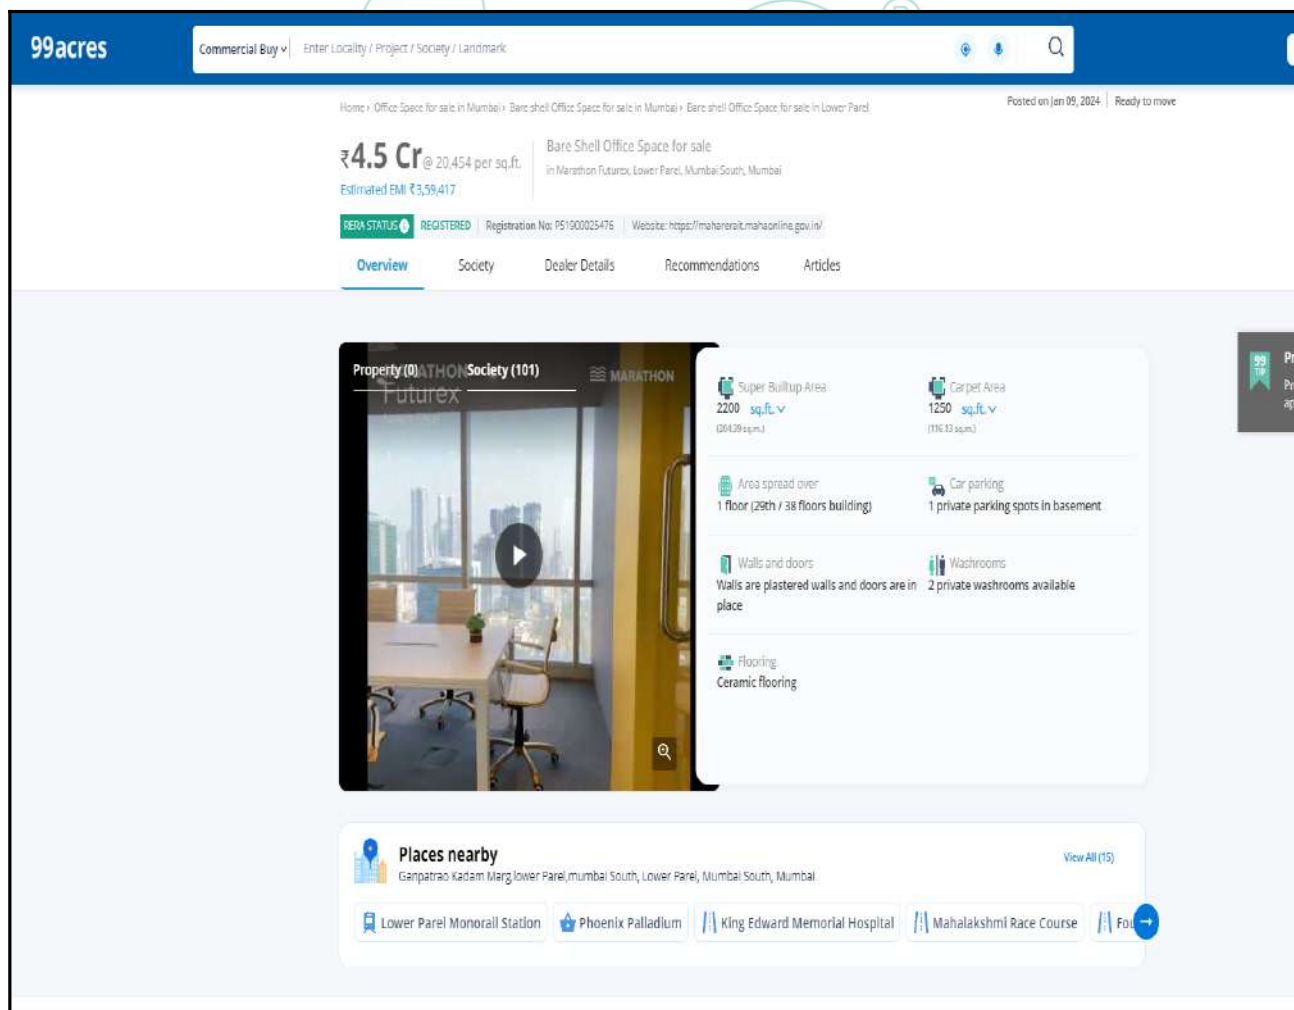 99acres
Commercial Buy
Enter Locality / Project / Society / Landmark
Home › Office Space for sale in Mumbai › Bare shell Office Space for sale in Mumbai › Bare shell Office Space for sale in Lower Parel
Posted on Jan 09, 2024 | Ready to move
₹4.5 Cr @ 20,454 per sq.ft.
Estimated EMI ₹3,59,417
Bare Shell Office Space for sale
in Marathon Futurex, Lower Parel, Mumbai South, Mumbai
RERA STATUS REGISTERED Registration No: P51900025476 Website: https://maharerait.mahaonline.gov.in/
Overview Society Dealer Details Recommendations Articles
Property (0) Society (101)
MARATHON
Futurex
99 TIP
Super Builtup Area
2200 sq.ft.
(204.39 sq.m.)
Carpet Area
1250 sq.ft.
(116.13 sq.m.)
Area spread over
1 floor (29th / 38 floors building)
Car parking
1 private parking spots in basement
Walls and doors
Walls are plastered walls and doors are in
place
Washrooms
2 private washrooms available
Flooring
Ceramic flooring
Places nearby
View All (15)
Ganpatrao Kadam Marg,lower Parel,mumbai South, Lower Parel, Mumbai South, Mumbai
Lower Parel Monorail Station
Phoenix Palladium
King Edward Memorial Hospital
Mahalakshmi Race Course